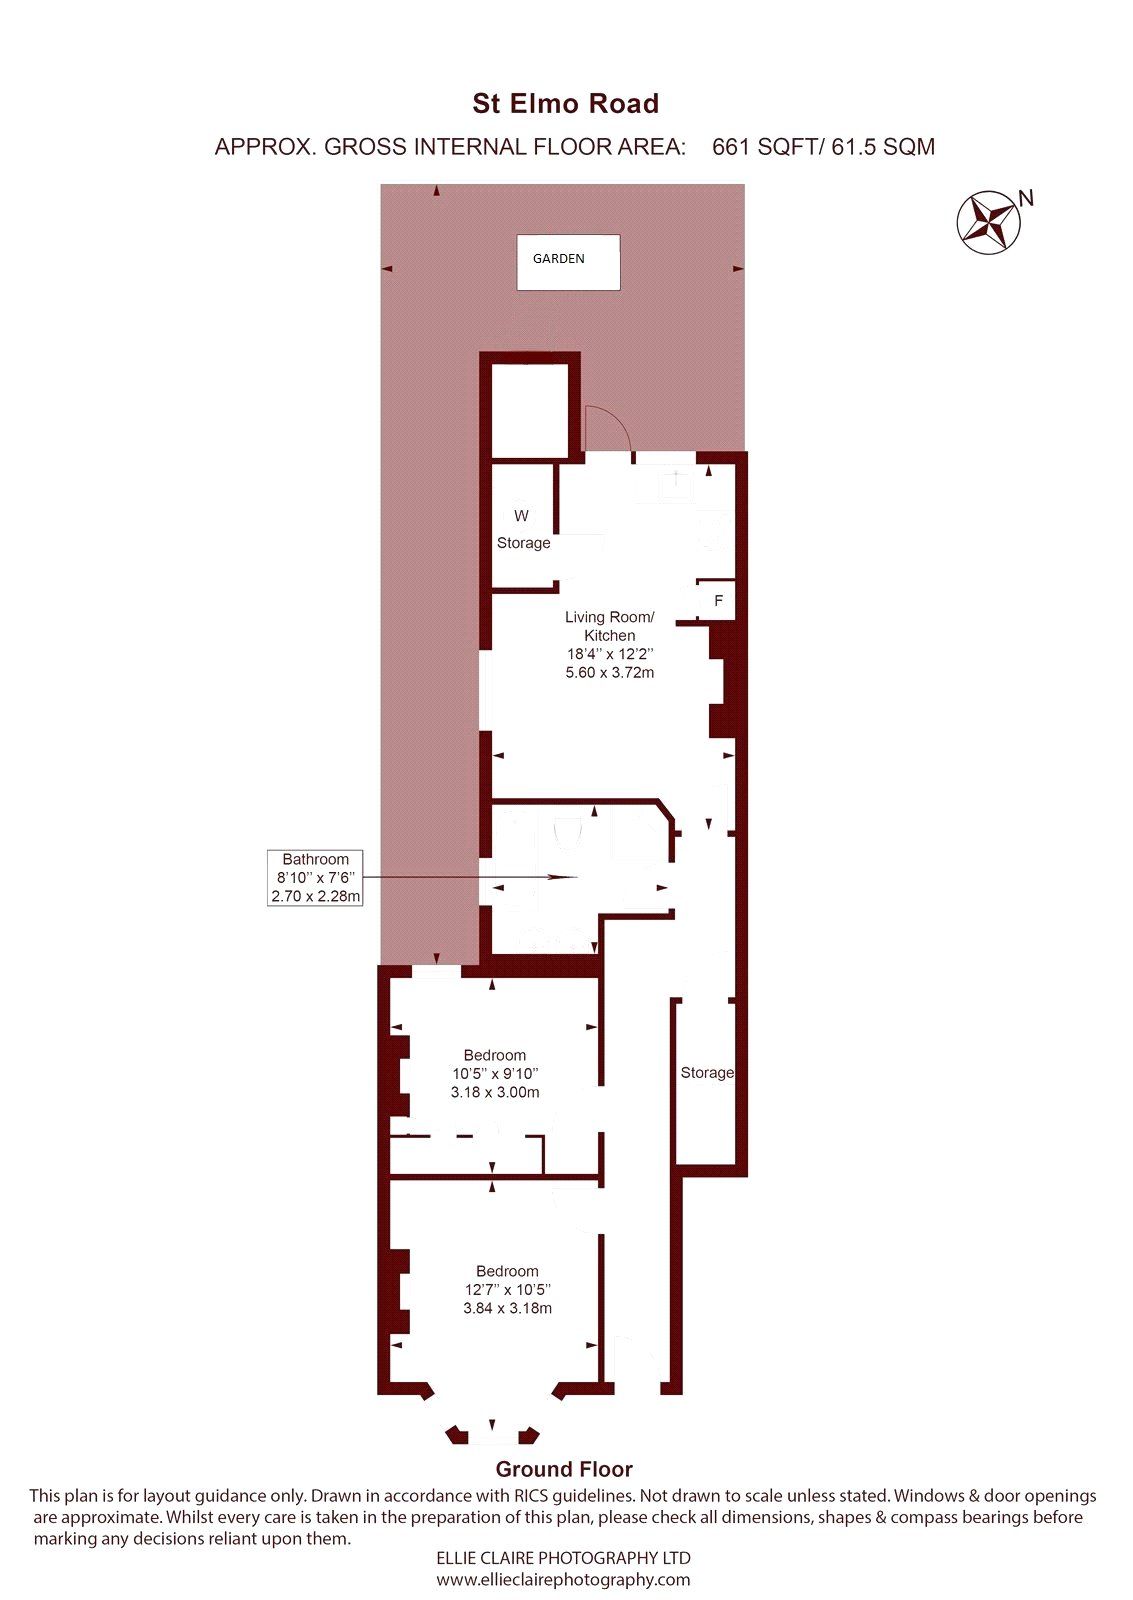 St Elmo Road
APPROX. GROSS INTERNAL FLOOR AREA: 661 SQFT/ 61.5 SQM
N
GARDEN
W
Storage
F
Living Room/
Kitchen
18'4" x 12'2"
5.60 x 3.72m
Bathroom
8'10" x 7'6"
2.70 x 2.28m
Bedroom
10'5" x 9'10"
3.18 x 3.00m
Storage
Bedroom
12'7" x 10'5"
3.84 x 3.18m
Ground Floor
This plan is for layout guidance only. Drawn in accordance with RICS guidelines. Not drawn to scale unless stated. Windows & door openings
are approximate. Whilst every care is taken in the preparation of this plan, please check all dimensions, shapes & compass bearings before
marking any decisions reliant upon them.
ELLIE CLAIRE PHOTOGRAPHY LTD
www.ellieclairephotography.com